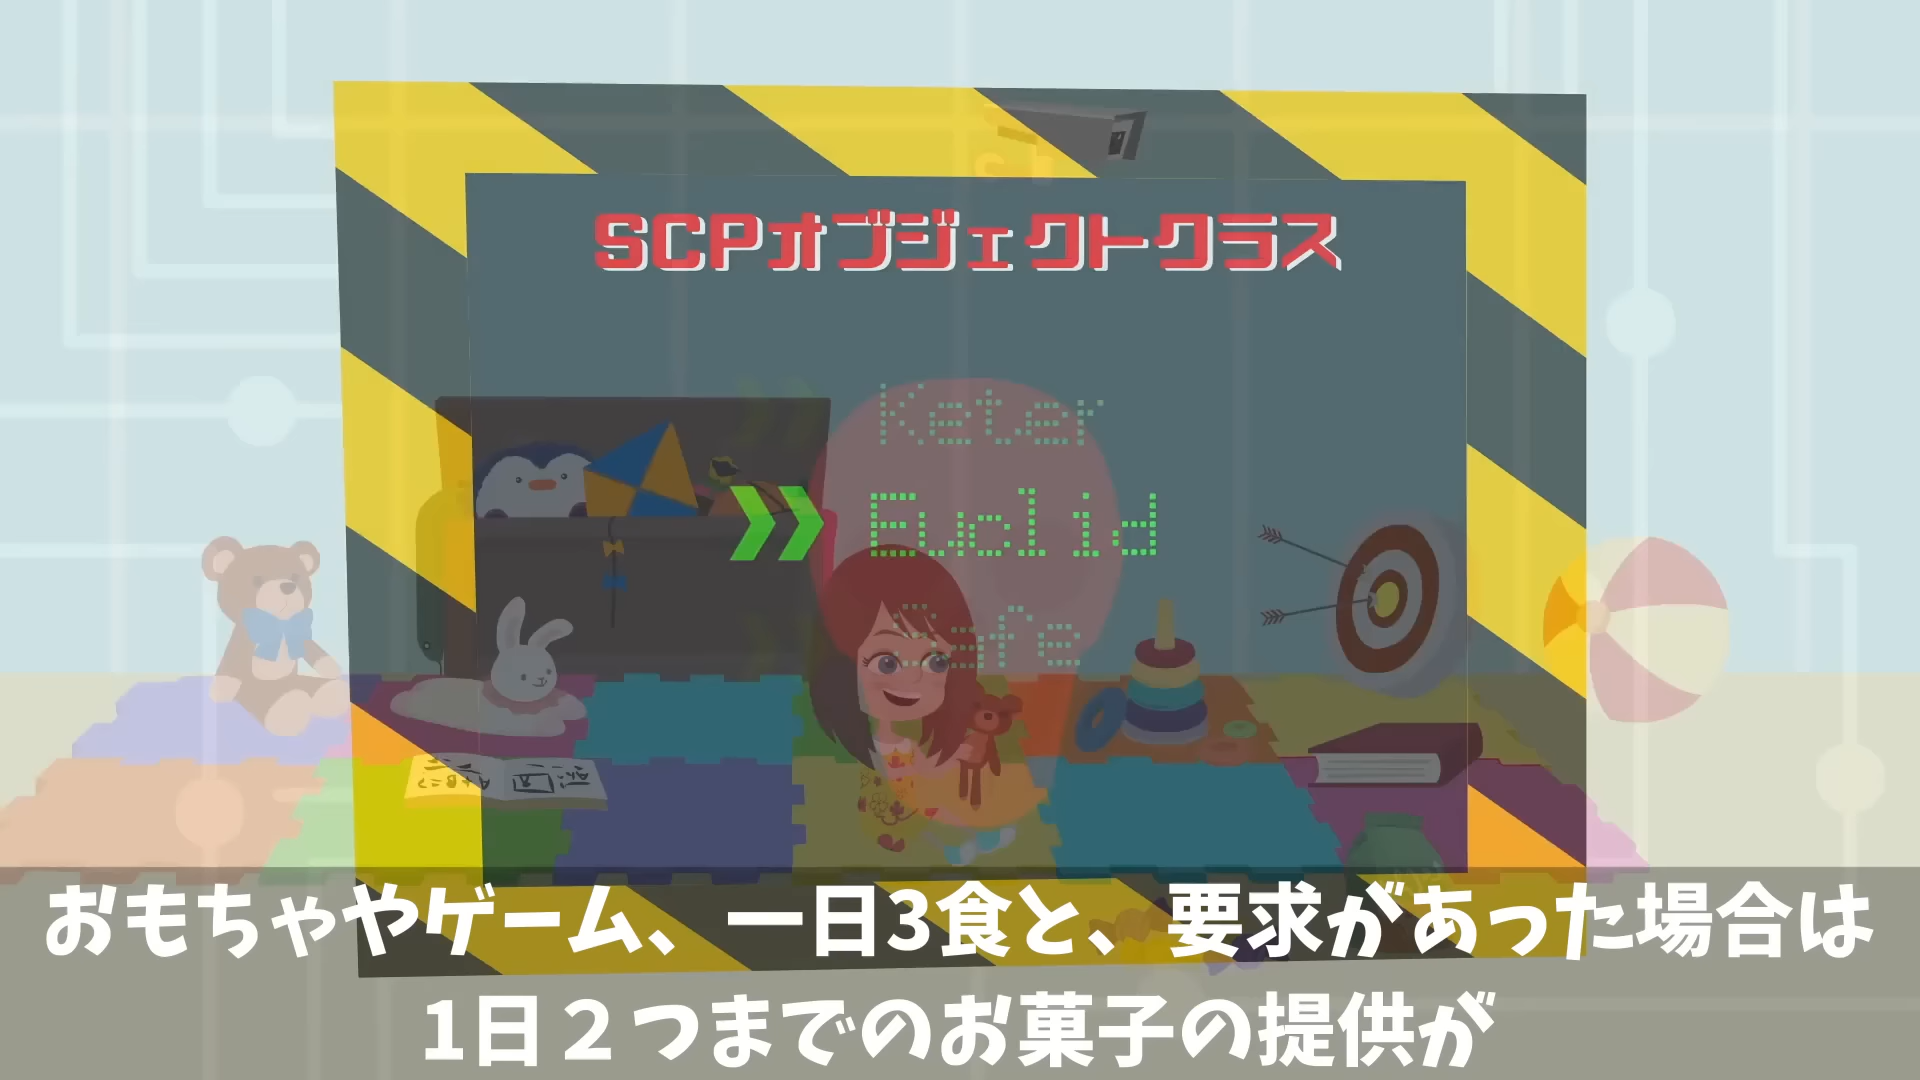 SCPオブジェクトクラス
Keter
Euclid
Safe
おもちゃやゲーム、一日3食と、要求があった場合は
1日２つまでのお菓子の提供が